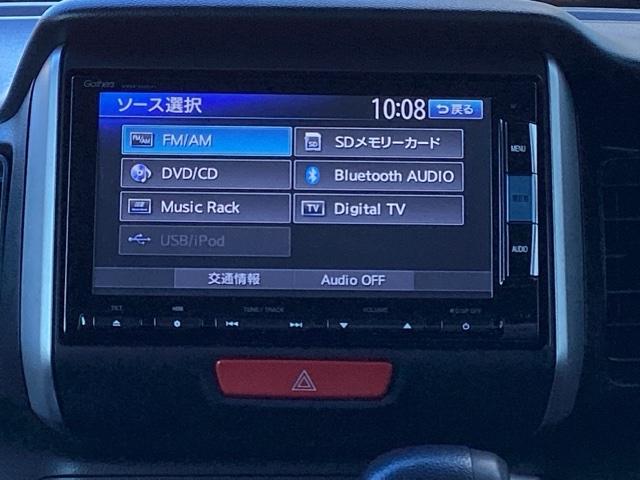 Gathers
ソース選択 10:08 戻る
FM/AM SDメモリーカード
DVD/CD Bluetooth AUDIO
Music Rack TV Digital TV
USB/iPod
交通情報 Audio OFF
MENU
AUDIO
TILT TUNE/TRACK VOLUME